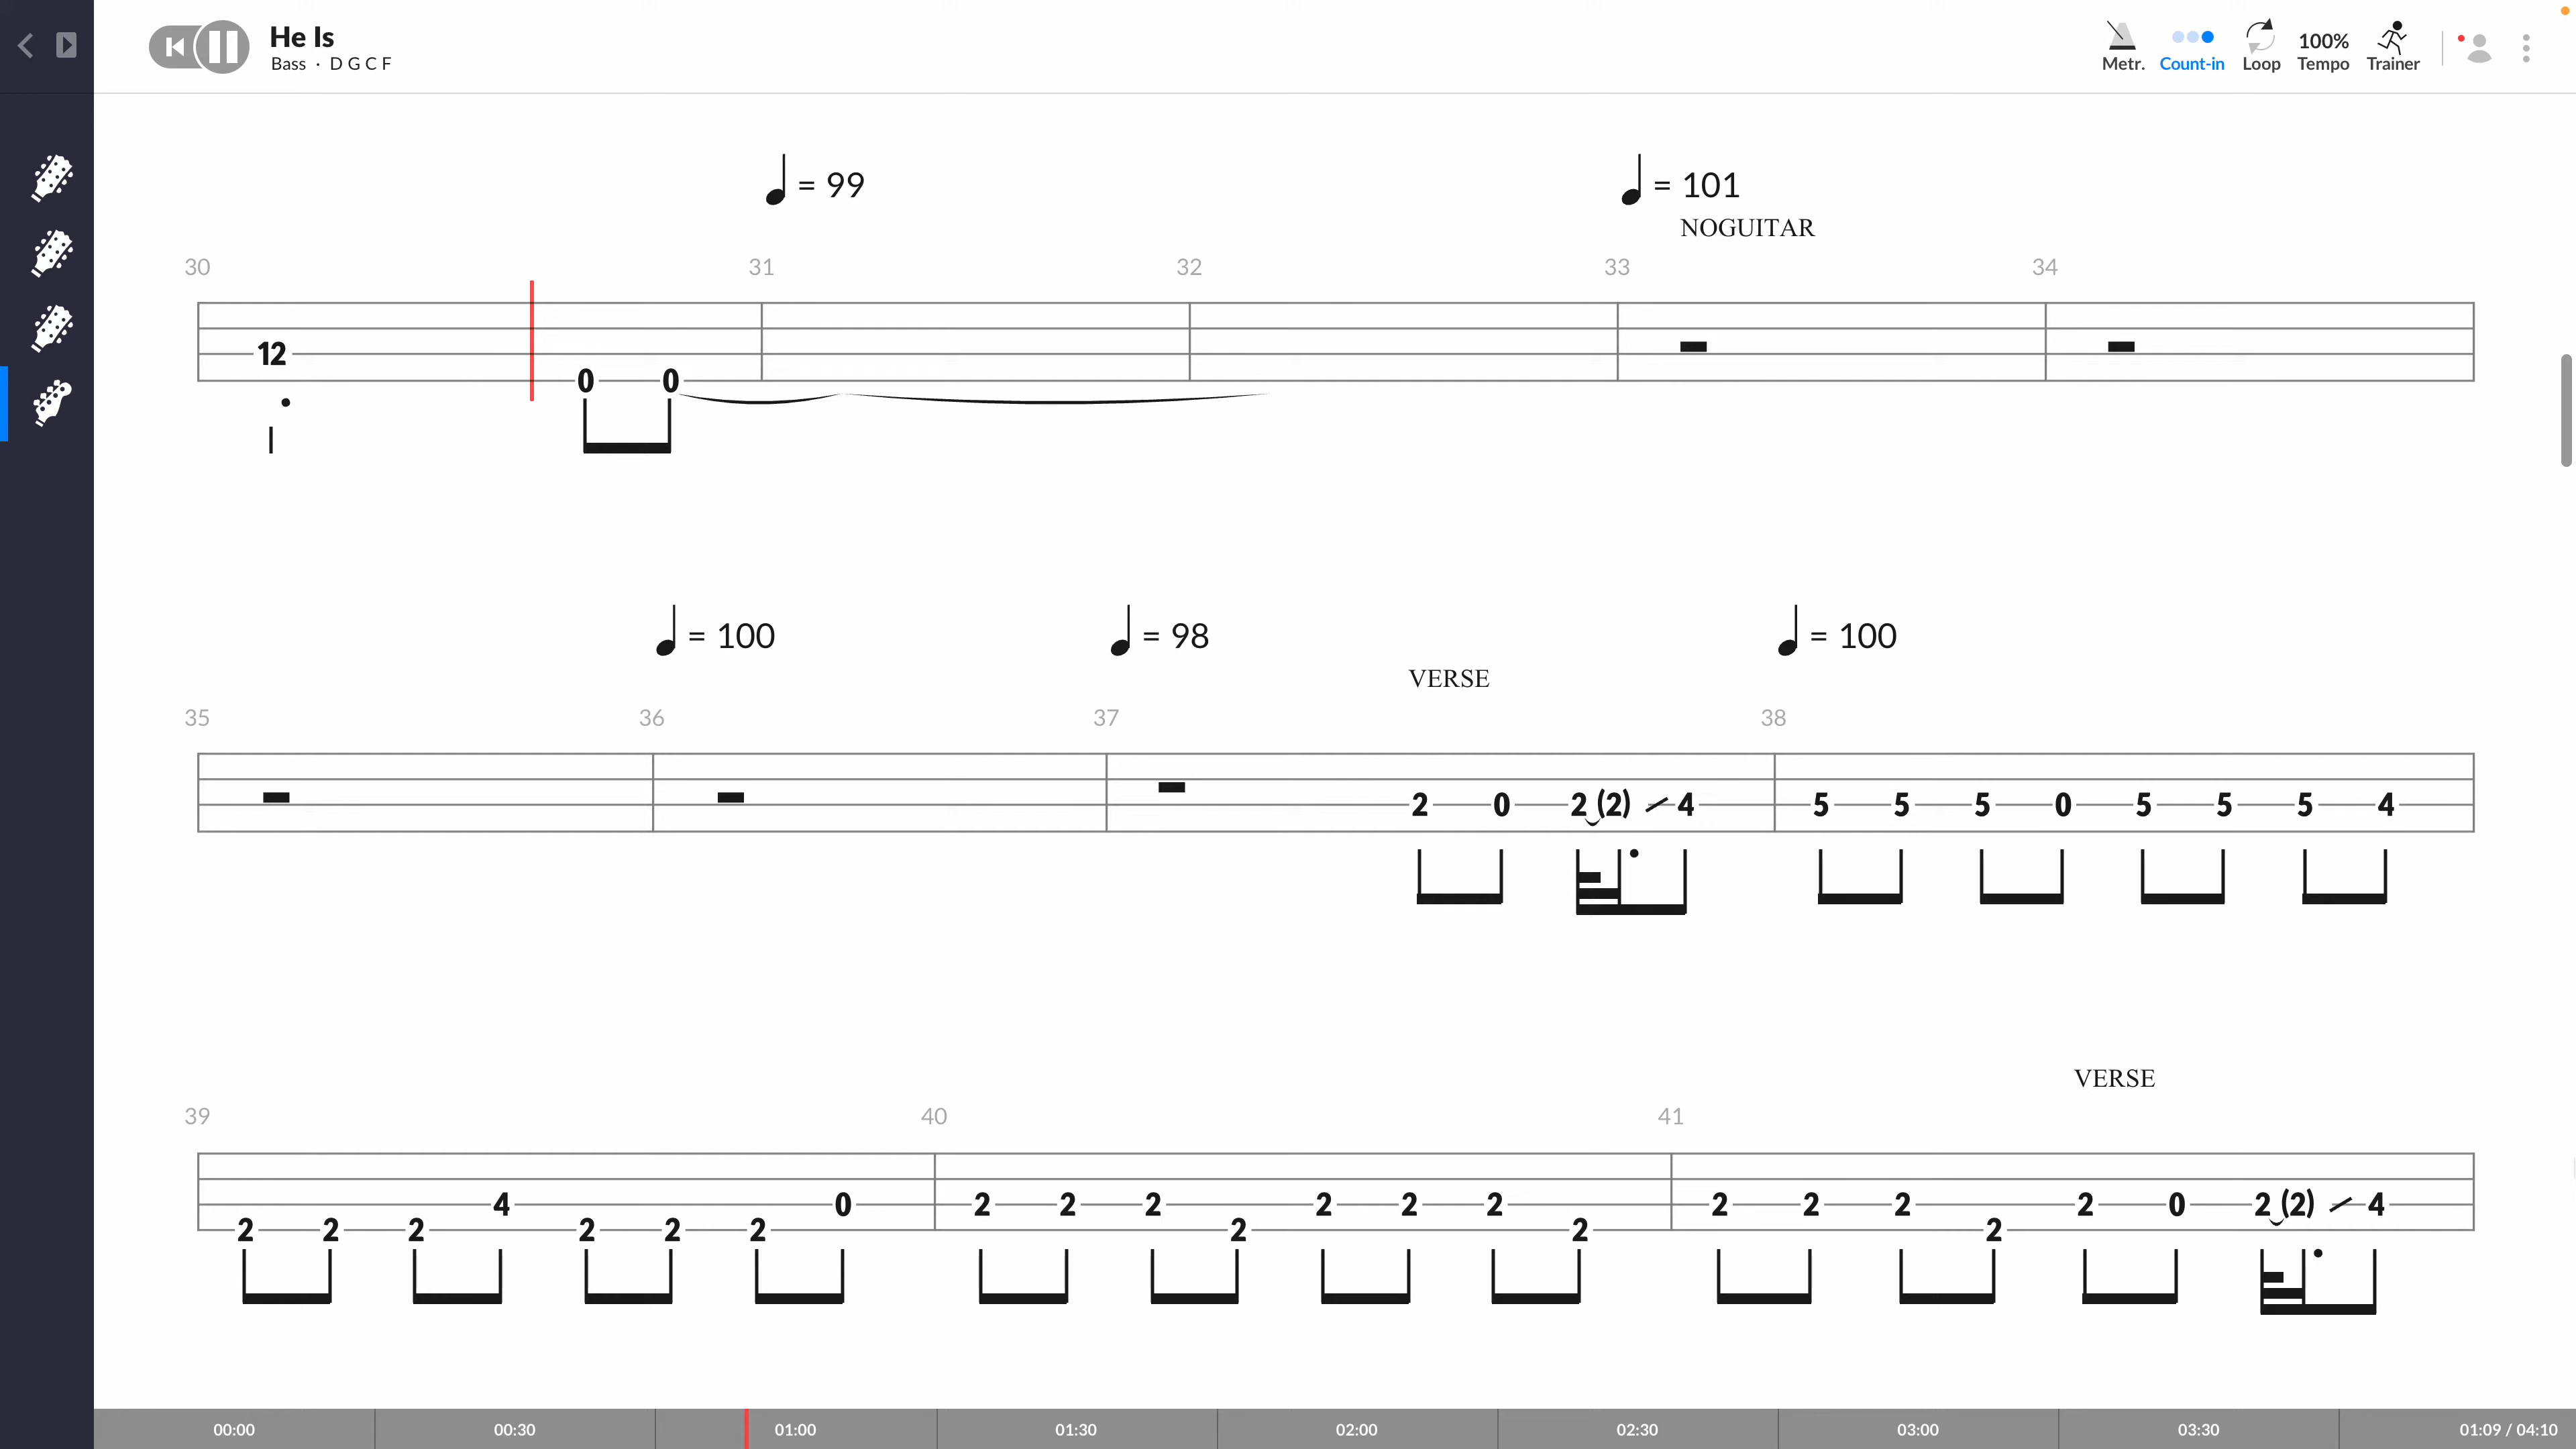 He Is
Bass · D G C F
Metr.
Count-in
Loop
100%
Tempo
Trainer
= 99
= 101
NOGUITAR
30 31 32 33 34
12
0 0
= 100
= 98
= 100
VERSE
35 36 37 38
2 0 2 (2) 4 5 5 5 0 5 5 5 4
VERSE
39 40 41
4 0 2 2 2 2 2 2 2 2 2 2 0 2 (2) 4
2 2 2 2 2 2 2 2 2
00:00 00:30 01:00 01:30 02:00 02:30 03:00 03:30 01:09 / 04:10